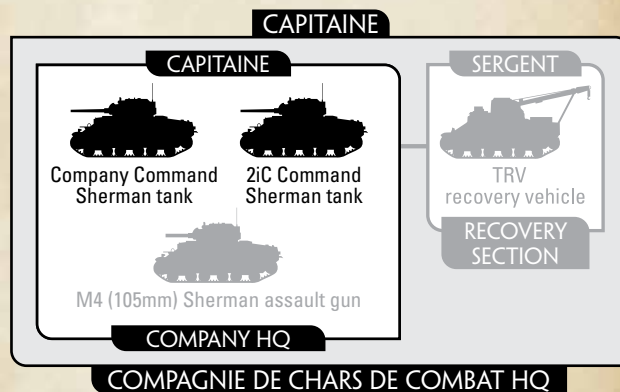 CAPITAINE
CAPITAINE
Company Command
Sherman tank
2iC Command
Sherman tank
M4 (105mm) Sherman assault gun
COMPANY HQ
SERGENT
TRV
recovery vehicle
RECOVERY
SECTION
COMPAGNIE DE CHARS DE COMBAT HQ